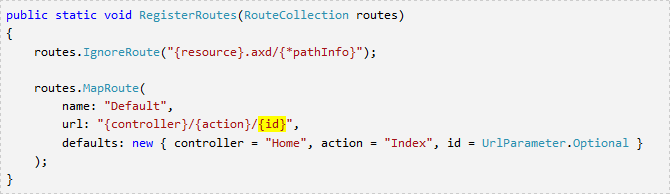 public static void RegisterRoutes(RouteCollection routes)
{
    routes.IgnoreRoute("{resource}.axd/{*pathInfo}");

    routes.MapRoute(
        name: "Default",
        url: "{controller}/{action}/{id}",
        defaults: new { controller = "Home", action = "Index", id = UrlParameter.Optional }
    );
}